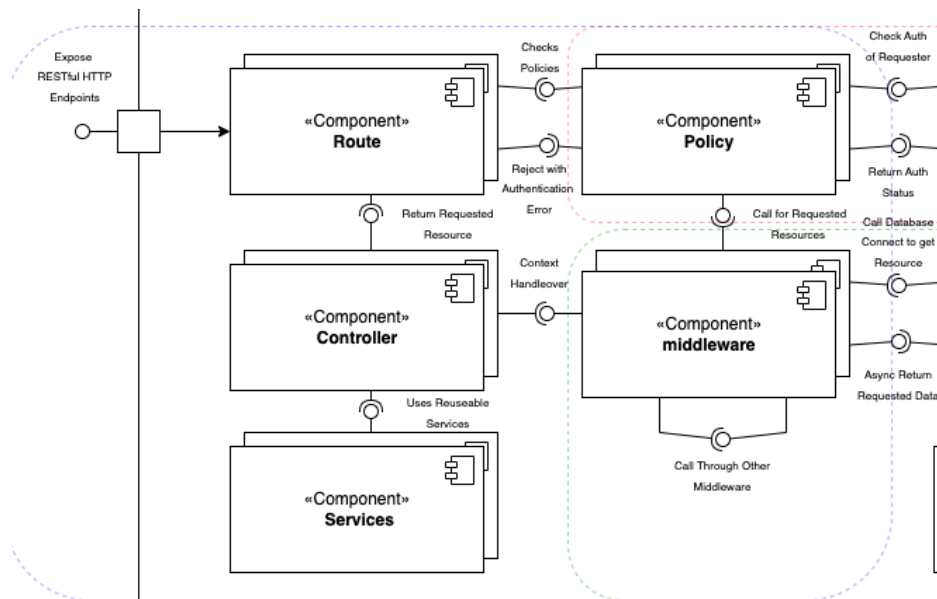 Expose
RESTful HTTP
Endpoints
«Component»
Route
Checks
Policies
Reject with
Authentication
Error
«Component»
Policy
Check Auth
of Requester
Return Auth
Status
Return Requested
Resource
Call for Requested
Resources
Call Database
Connect to get
Resource
«Component»
Controller
Context
Handleover
«Component»
middleware
Async Return
Requested Data
Uses Reuseable
Services
Call Through Other
Middleware
«Component»
Services